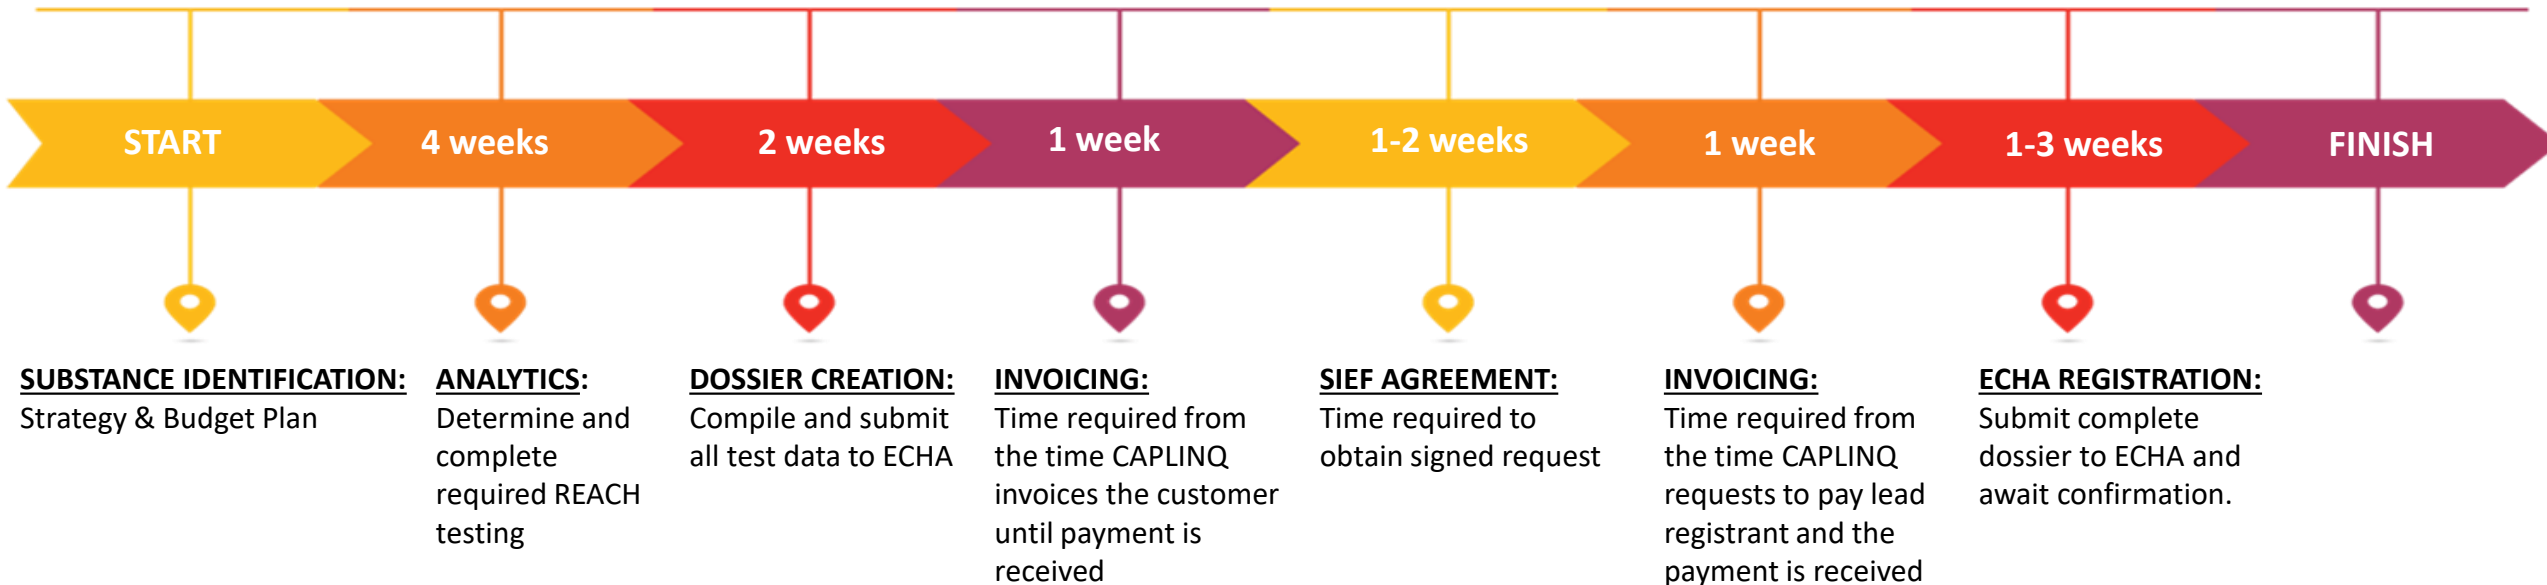 START
4 weeks
2 weeks
1 week
1-2 weeks
1 week
1-3 weeks
FINISH
SUBSTANCE IDENTIFICATION:
Strategy & Budget Plan
ANALYTICS:
Determine and
complete
required REACH
testing
DOSSIER CREATION:
Compile and submit
all test data to ECHA
INVOICING:
Time required from
the time CAPLINQ
invoices the customer
until payment is
received
SIEF AGREEMENT:
Time required to
obtain signed request
INVOICING:
Time required from
the time CAPLINQ
requests to pay lead
registrant and the
payment is received
ECHA REGISTRATION:
Submit complete
dossier to ECHA and
await confirmation.